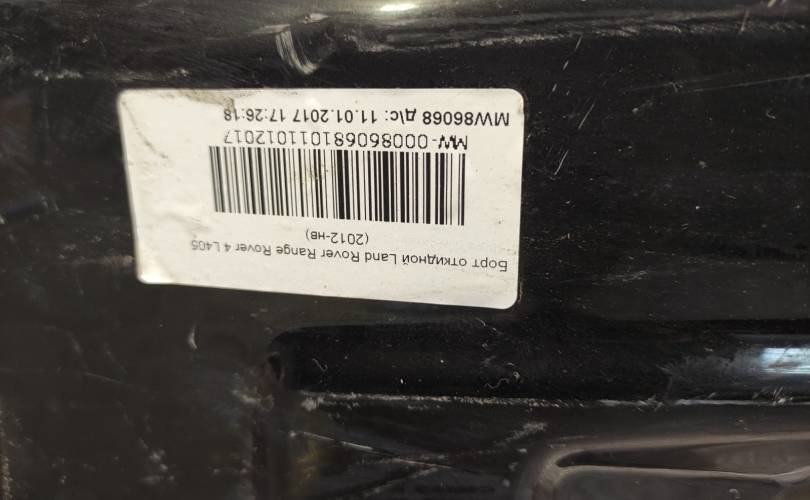 Борт откидной Land Rover Range Rover 4 L405
(2012-нв)
MW-000860681011012017
MW86068 д\с: 11.01.2017 17:26:18